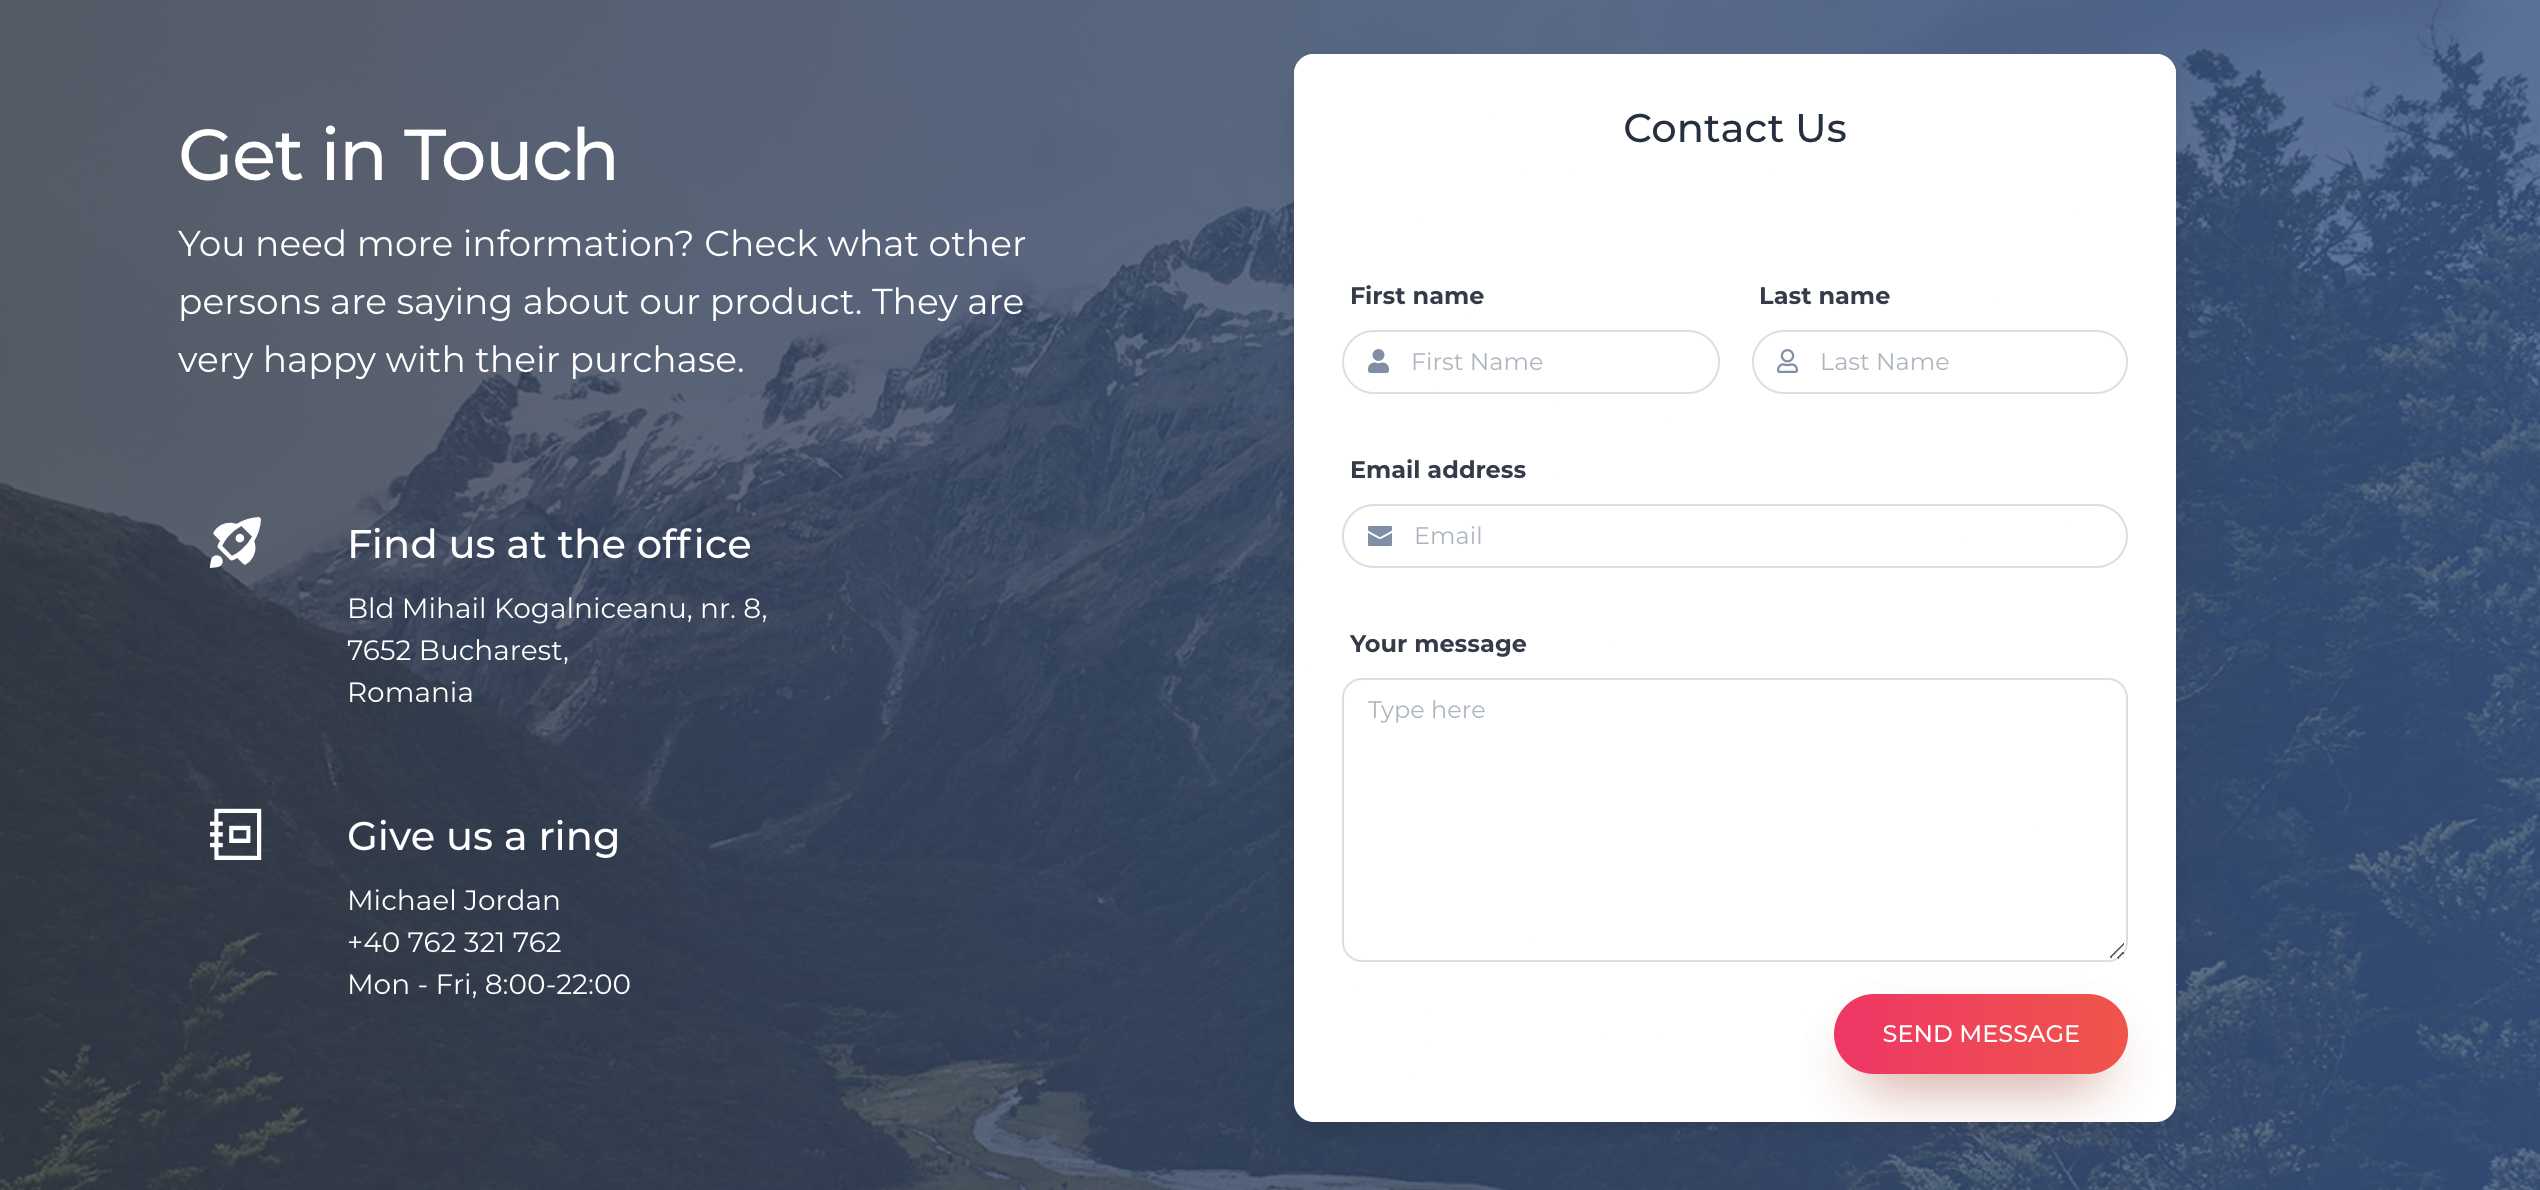 Get in Touch
You need more information? Check what other
persons are saying about our product. They are
very happy with their purchase.
Find us at the office
Bld Mihail Kogalniceanu, nr. 8,
7652 Bucharest,
Romania
Give us a ring
Michael Jordan
+40 762 321 762
Mon - Fri, 8:00-22:00
Contact Us
First name
Last name
First Name
Last Name
Email address
Email
Your message
Type here
SEND MESSAGE